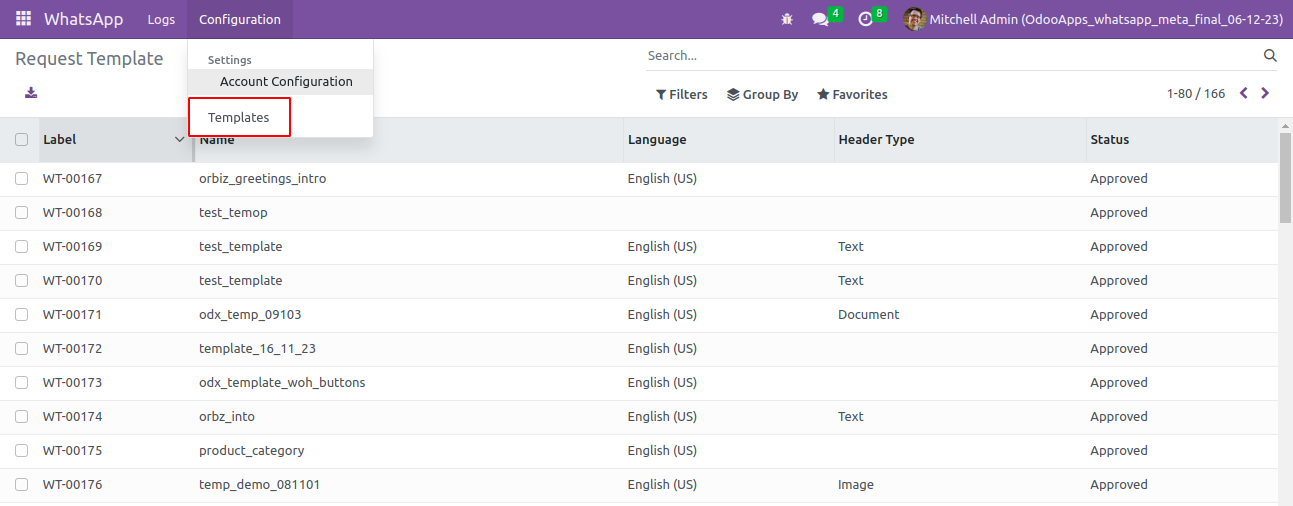 WhatsApp Logs Configuration 4 8 Mitchell Admin (OdooApps_whatsapp_meta_final_06-12-23)
Request Template Settings Search...
Account Configuration
Filters Group By Favorites 1-80 / 166
Templates
Label Name Language Header Type Status
WT-00167 orbiz_greetings_intro English (US) Approved
WT-00168 test_temop Approved
WT-00169 test_template English (US) Text Approved
WT-00170 test_template English (US) Text Approved
WT-00171 odx_temp_09103 English (US) Document Approved
WT-00172 template_16_11_23 English (US) Approved
WT-00173 odx_template_woh_buttons English (US) Approved
WT-00174 orbz_into English (US) Text Approved
WT-00175 product_category English (US) Approved
WT-00176 temp_demo_081101 English (US) Image Approved